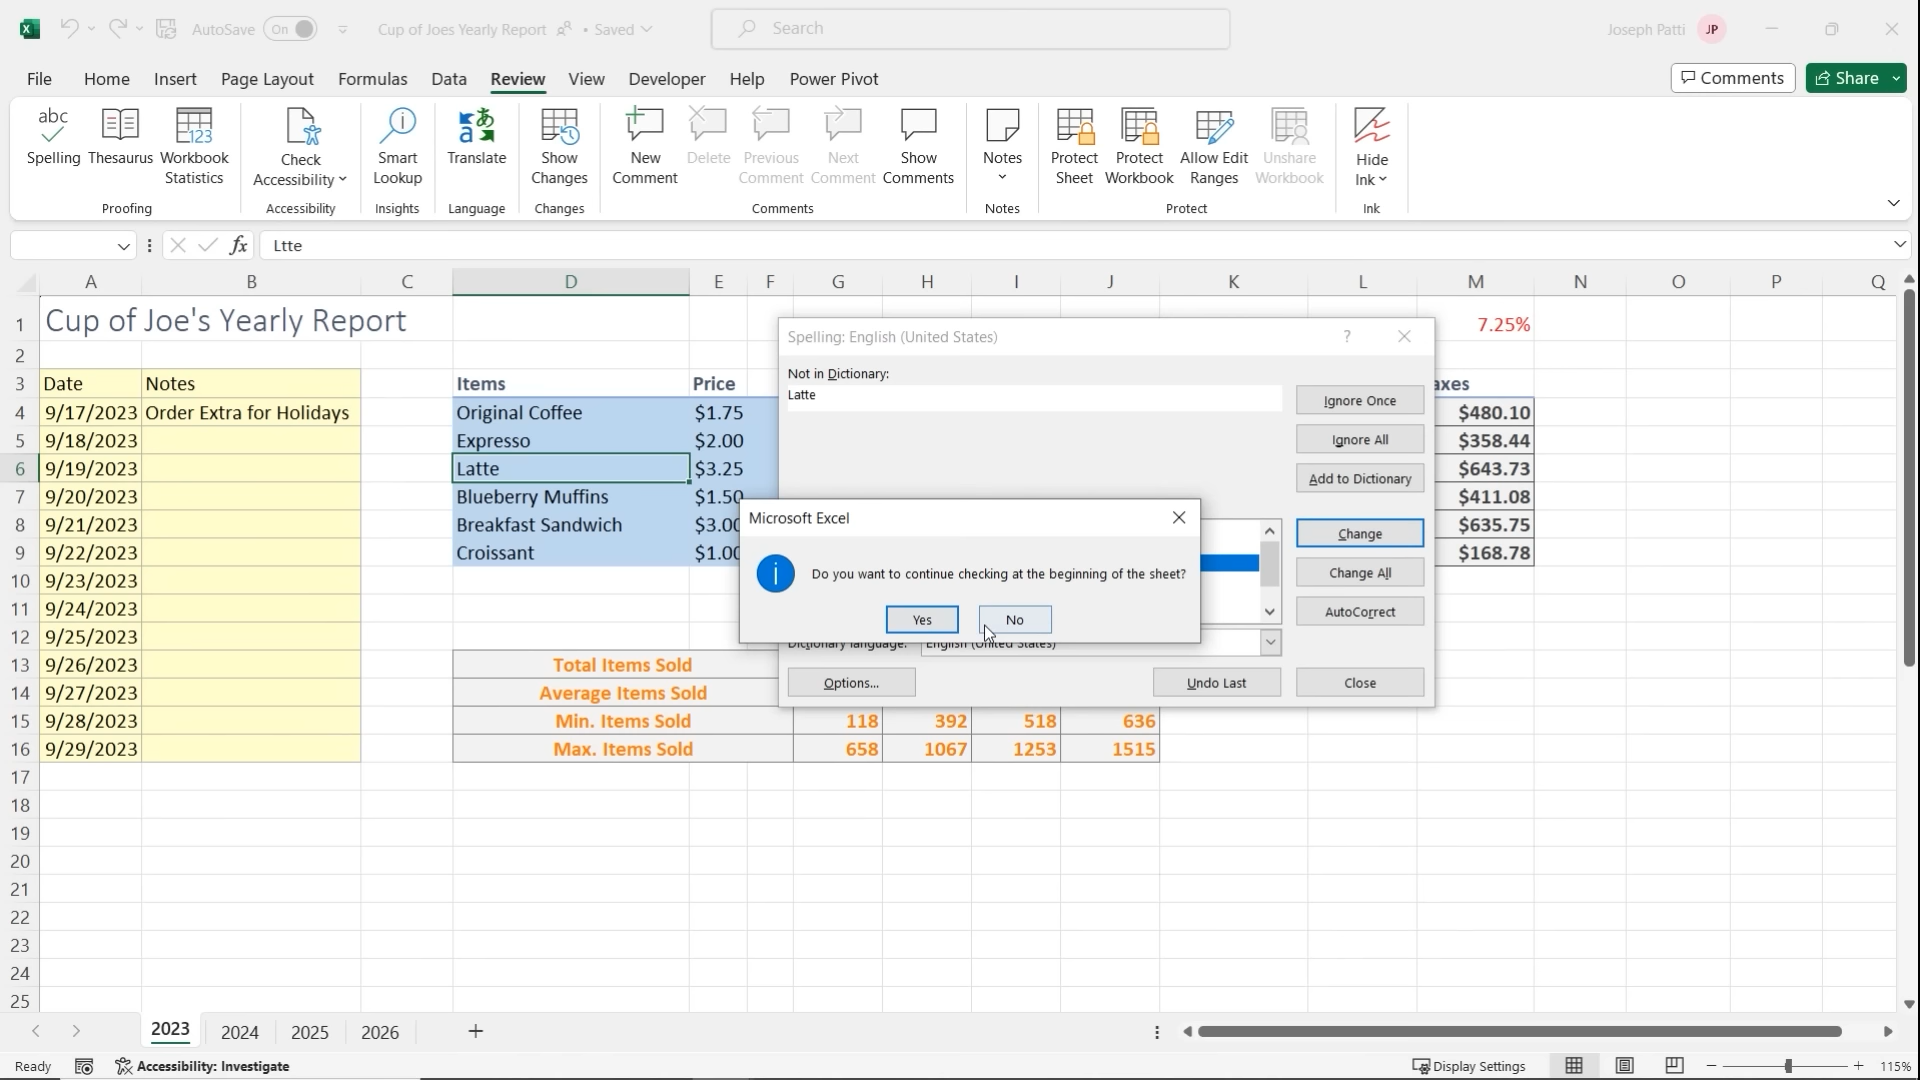 AutoSave On Cup of Joes Yearly Report • Saved Search Joseph Patti JP
File Home Insert Page Layout Formulas Data Review View Developer Help Power Pivot Comments Share
abc
Spelling Thesaurus Workbook Statistics Check Accessibility Smart Lookup Translate Show Changes New Comment Delete Previous Comment Next Comment Show Comments Notes Protect Sheet Protect Workbook Allow Edit Ranges Unshare Workbook Hide Ink
Proofing Accessibility Insights Language Changes Comments Notes Protect Ink
fx Ltte
A B C D E F G H I J K L M N O P Q
1 Cup of Joe's Yearly Report 7.25%
2
3 Date Notes Items Price axes
4 9/17/2023 Order Extra for Holidays Original Coffee $1.75 $480.10
5 9/18/2023 Expresso $2.00 $358.44
6 9/19/2023 Latte $3.25 $643.73
7 9/20/2023 Blueberry Muffins $1.50 $411.08
8 9/21/2023 Breakfast Sandwich $3.00 $635.75
9 9/22/2023 Croissant $1.00 $168.78
10 9/23/2023
11 9/24/2023
12 9/25/2023
13 9/26/2023 Total Items Sold
14 9/27/2023 Average Items Sold
15 9/28/2023 Min. Items Sold 118 392 518 636
16 9/29/2023 Max. Items Sold 658 1067 1253 1515
17
18
19
20
21
22
23
24
25
Spelling: English (United States) ?
Not in Dictionary:
Latte
Ignore Once
Ignore All
Add to Dictionary
Change
Change All
AutoCorrect
Dictionary language: English (United States)
Options... Undo Last Close
Microsoft Excel
Do you want to continue checking at the beginning of the sheet?
Yes No
2023 2024 2025 2026 +
Ready Accessibility: Investigate Display Settings 115%